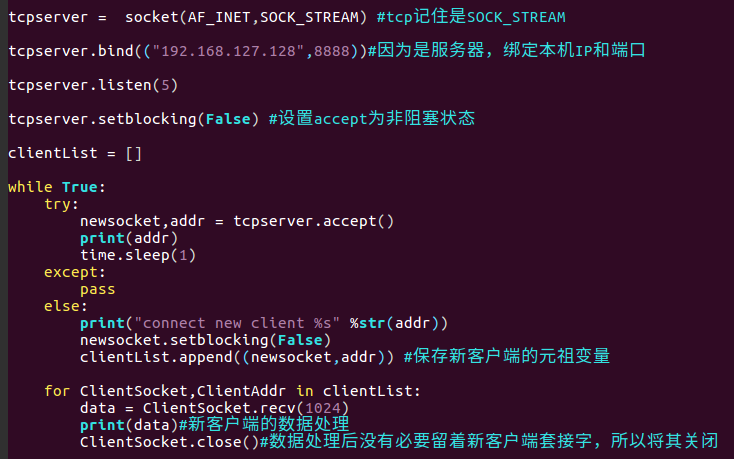 tcpserver =  socket(AF_INET,SOCK_STREAM) #tcp记住是SOCK_STREAM
tcpserver.bind(("192.168.127.128",8888))#因为是服务器，绑定本机IP和端口
tcpserver.listen(5)
tcpserver.setblocking(False) #设置accept为非阻塞状态
clientList = []
while True:
    try:
        newsocket,addr = tcpserver.accept()
        print(addr)
        time.sleep(1)
    except:
        pass
    else:
        print("connect new client %s" %str(addr))
        newsocket.setblocking(False)
        clientList.append((newsocket,addr)) #保存新客户端的元祖变量
    for ClientSocket,ClientAddr in clientList:
        data = ClientSocket.recv(1024)
        print(data)#新客户端的数据处理
        ClientSocket.close()#数据处理后没有必要留着新客户端套接字，所以将其关闭